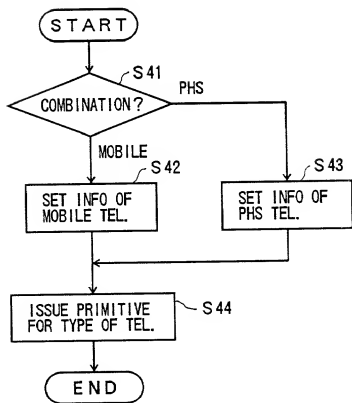 START
S41
COMBINATION?
PHS
MOBILE
S42
SET INFO OF
MOBILE TEL.
S43
SET INFO OF
PHS TEL.
ISSUE PRIMITIVE
FOR TYPE OF TEL.
S44
END